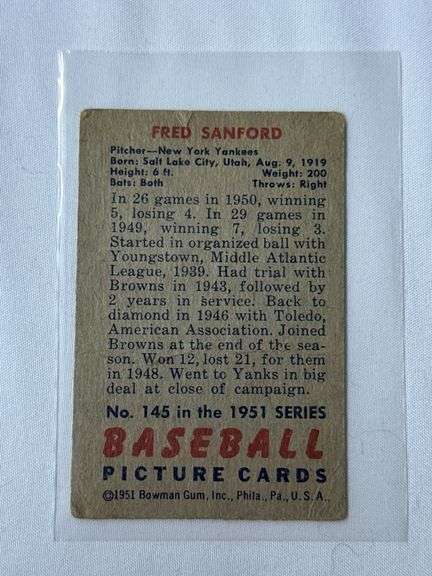 FRED SANFORD
Pitcher—New York Yankees
Born: Salt Lake City, Utah, Aug. 9, 1919
Height: 6 ft. Weight: 200
Bats: Both Throws: Right
In 26 games in 1950, winning
5, losing 4. In 29 games in
1949, winning 7, losing 3.
Started in organized ball with
Youngstown, Middle Atlantic
League, 1939. Had trial with
Browns in 1943, followed by
2 years in service. Back to
diamond in 1946 with Toledo,
American Association. Joined
Browns at the end of the sea-
son. Won 12, lost 21, for them
in 1948. Went to Yanks in big
deal at close of campaign.
No. 145 in the 1951 SERIES
BASEBALL
PICTURE CARDS
©1951 Bowman Gum, Inc., Phila., Pa., U.S.A.